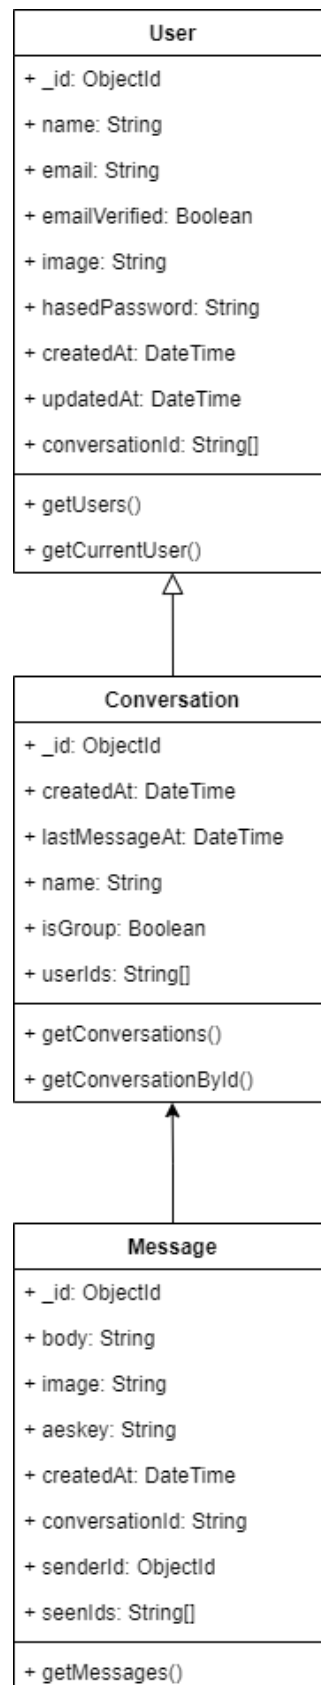 User
+ _id: ObjectId
+ name: String
+ email: String
+ emailVerified: Boolean
+ image: String
+ hasedPassword: String
+ createdAt: DateTime
+ updatedAt: DateTime
+ conversationId: String[]
+ getUsers()
+ getCurrentUser()
Conversation
+ _id: ObjectId
+ createdAt: DateTime
+ lastMessageAt: DateTime
+ name: String
+ isGroup: Boolean
+ userIds: String[]
+ getConversations()
+ getConversationById()
Message
+ _id: ObjectId
+ body: String
+ image: String
+ aeskey: String
+ createdAt: DateTime
+ conversationId: String
+ senderId: ObjectId
+ seenIds: String[]
+ getMessages()